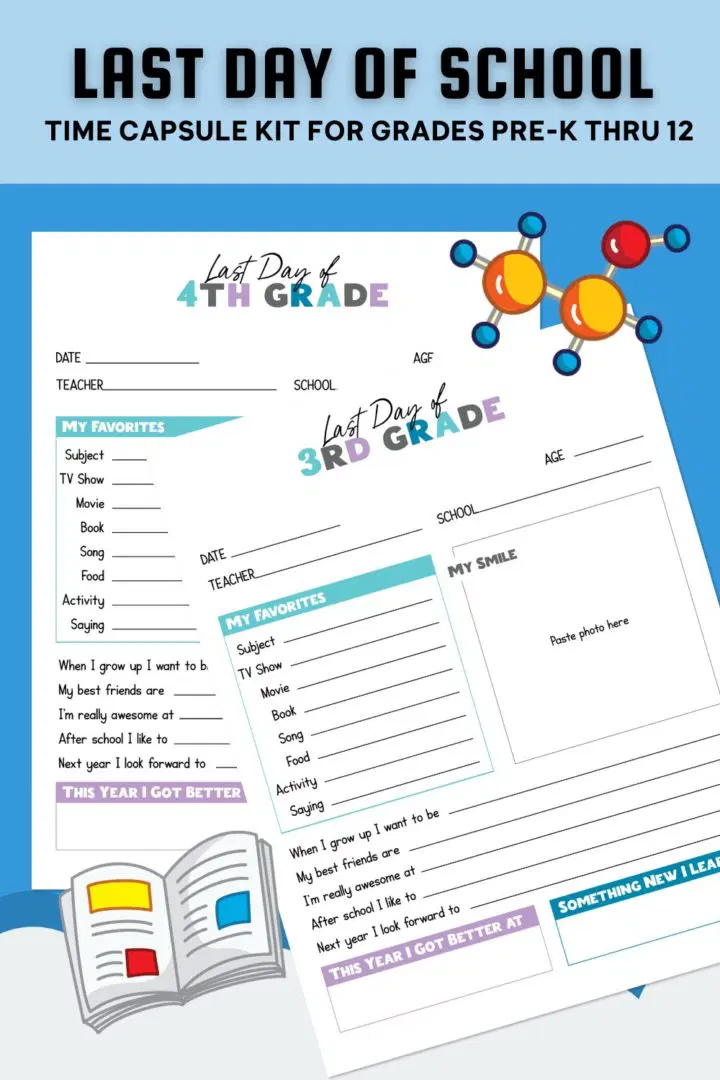 LAST DAY OF SCHOOL
TIME CAPSULE KIT FOR GRADES PRE-K THRU 12
Last Day of
4TH GRADE
DATE
AGE
TEACHER
SCHOOL
MY FAVORITES
Subject
TV Show
Movie
Book
Song
Food
Activity
Saying
When I grow up I want to b
My best friends are
I'm really awesome at
After school I like to
Next year I look forward to
THIS YEAR I GOT BETTER
Last Day of
3RD GRADE
AGE
DATE
SCHOOL
TEACHER
MY FAVORITES
Subject
TV Show
Movie
Book
Song
Food
Activity
Saying
MY SMILE
Paste photo here
When I grow up I want to be
My best friends are
I'm really awesome at
After school I like to
Next year I look forward to
THIS YEAR I GOT BETTER AT
SOMETHING NEW I LEA